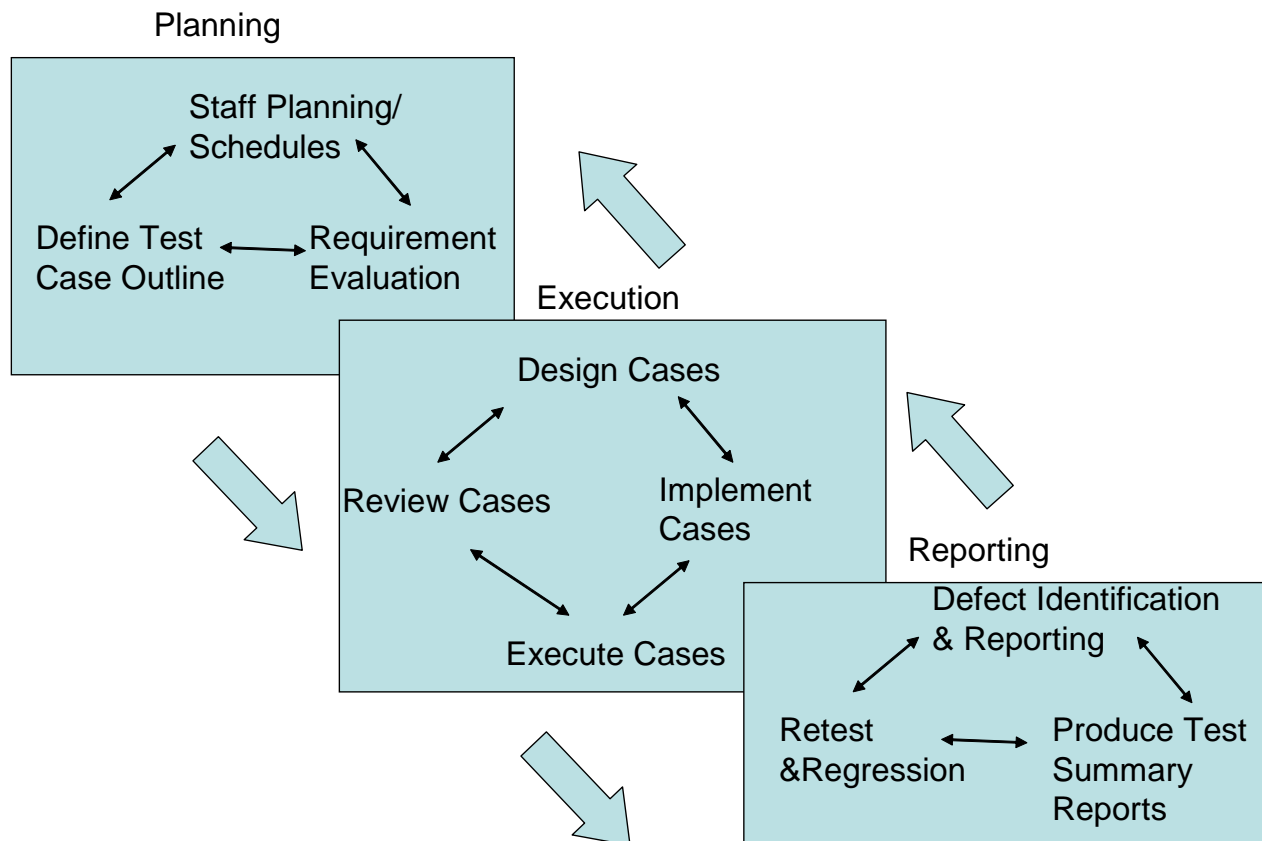 Planning
Staff Planning/
Schedules
Define Test
Case Outline
Requirement
Evaluation
Execution
Design Cases
Review Cases
Implement
Cases
Execute Cases
Reporting
Defect Identification
& Reporting
Retest
&Regression
Produce Test
Summary
Reports